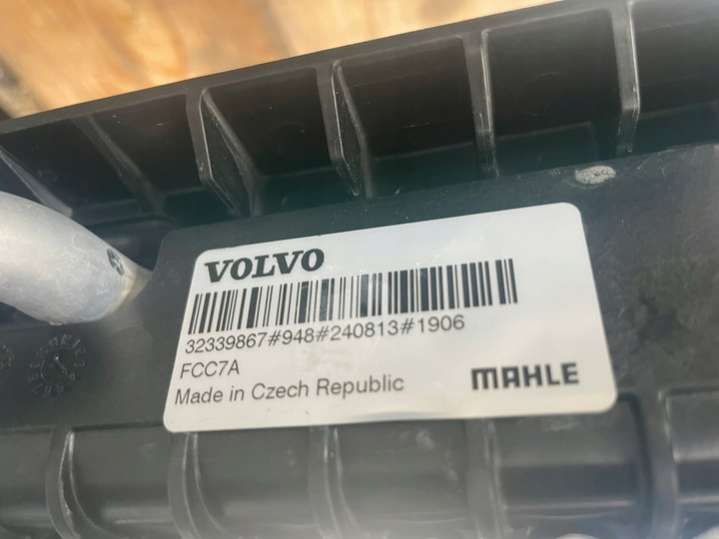 VOLVO
32339867#948#240813#1906
FCC7A
Made in Czech Republic
MAHLE